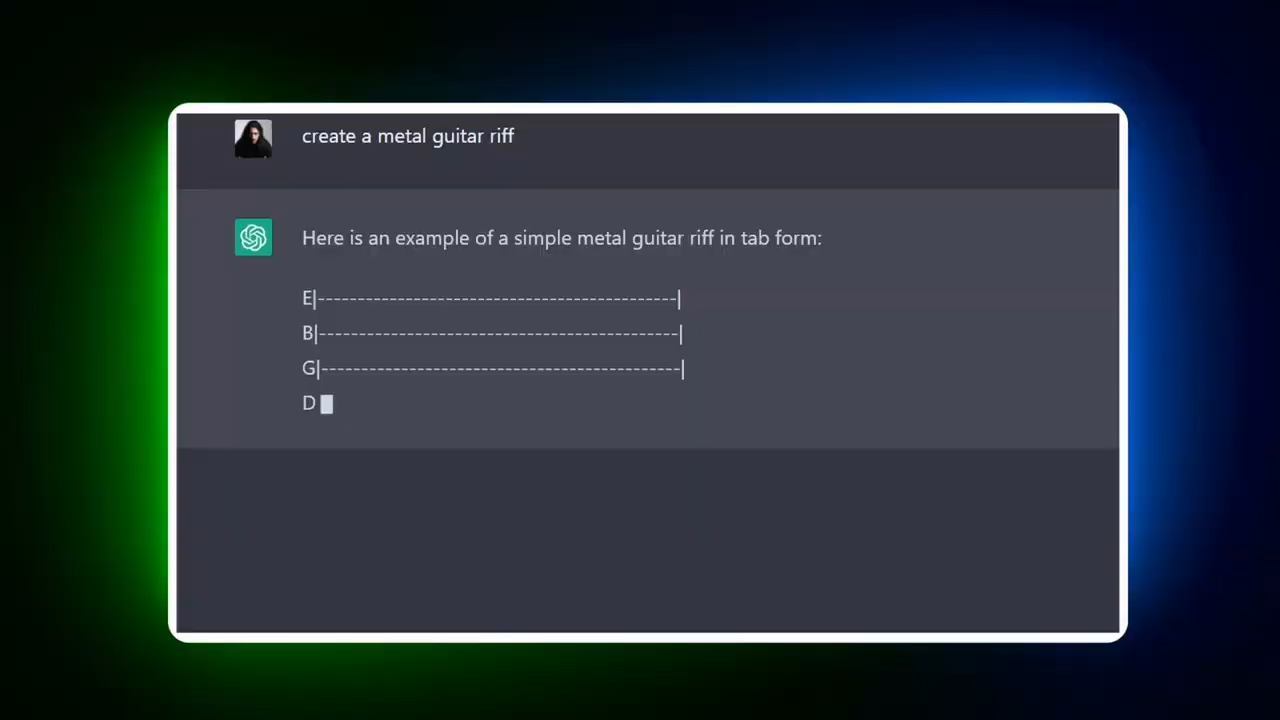 create a metal guitar riff
Here is an example of a simple metal guitar riff in tab form:
E|---------------------------------------------|
B|---------------------------------------------|
G|---------------------------------------------|
D